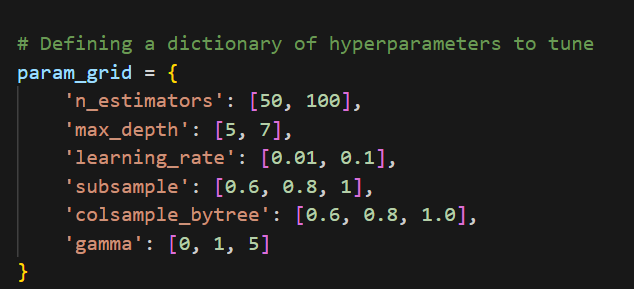 # Defining a dictionary of hyperparameters to tune
param_grid = {
    'n_estimators': [50, 100],
    'max_depth': [5, 7],
    'learning_rate': [0.01, 0.1],
    'subsample': [0.6, 0.8, 1],
    'colsample_bytree': [0.6, 0.8, 1.0],
    'gamma': [0, 1, 5]
}